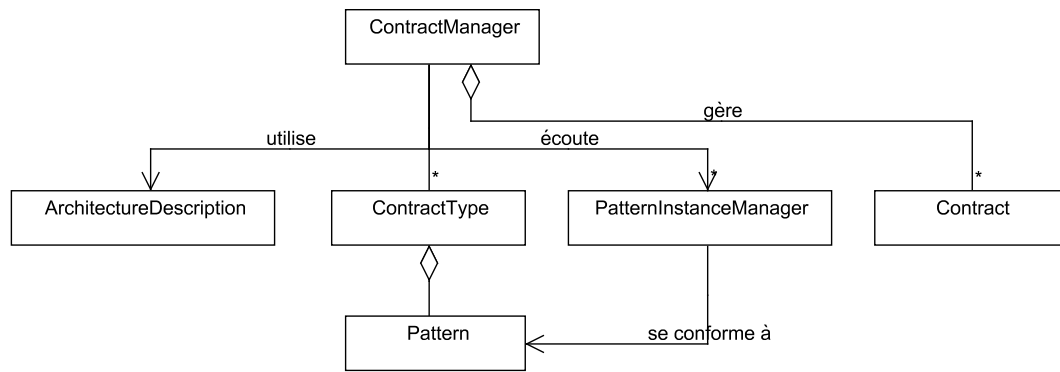 ContractManager
gère
utilise
écoute
*
*
*
ArchitectureDescription
ContractType
PatternInstanceManager
Contract
Pattern
se conforme à